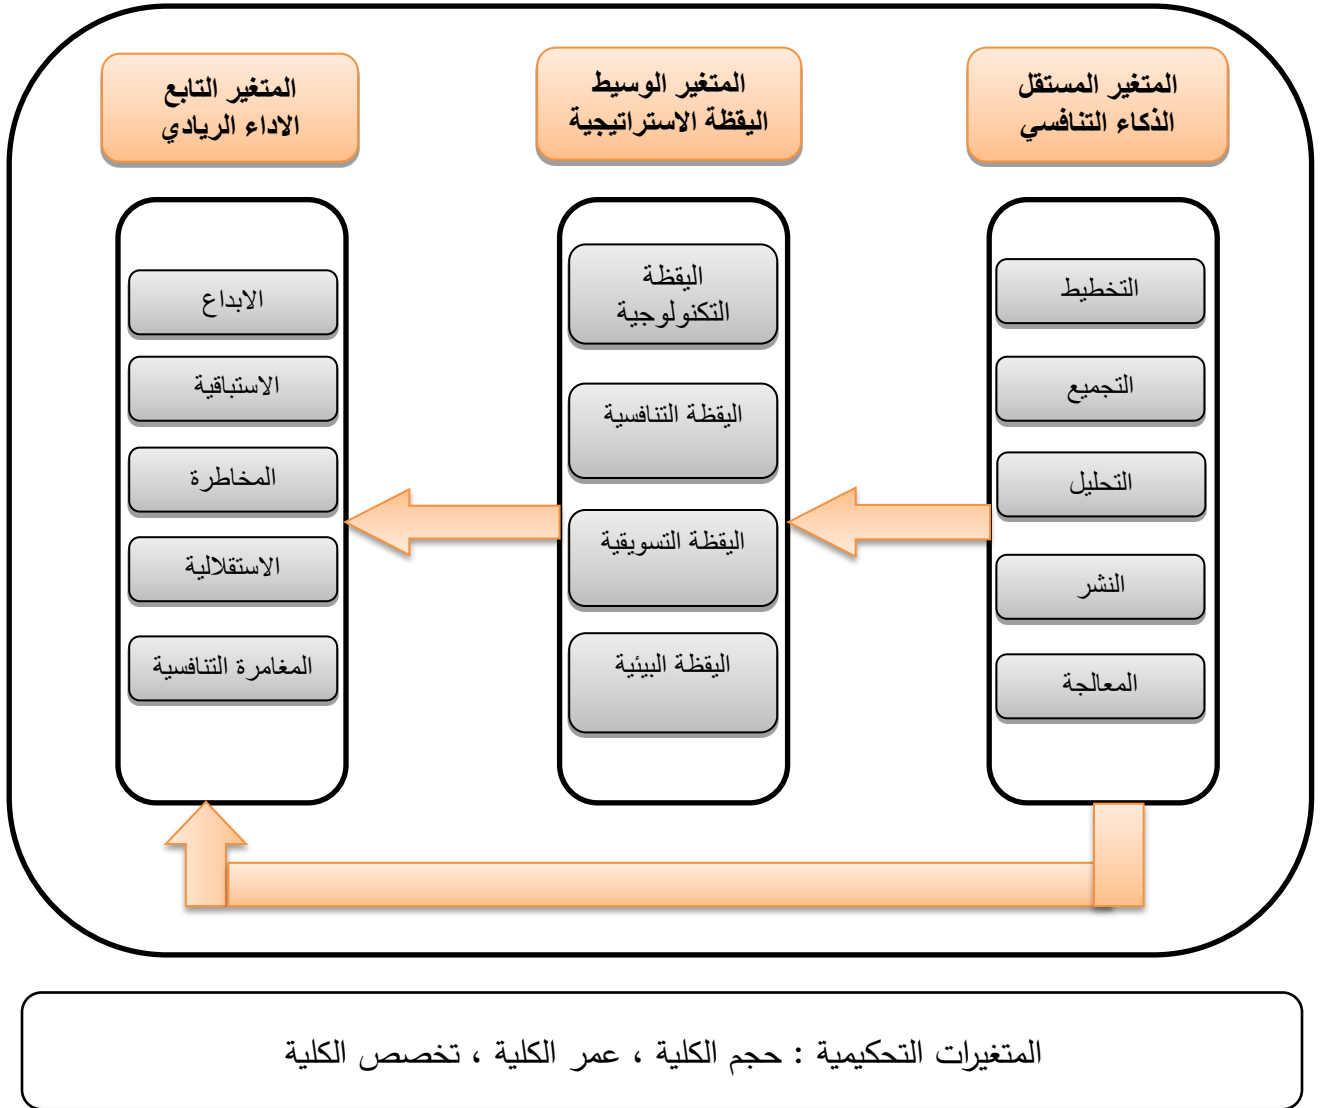 المتغير المستقل
الذكاء التنافسي
المتغير الوسيط
اليقظة الاستراتيجية
المتغير التابع
الاداء الريادي
التخطيط
التجميع
التحليل
النشر
المعالجة
اليقظة
التكنولوجية
اليقظة التنافسية
اليقظة التسويقية
اليقظة البيئية
الابداع
الاستباقية
المخاطرة
الاستقلالية
المغامرة التنافسية
المتغيرات التحكيمية : حجم الكلية ، عمر الكلية ، تخصص الكلية